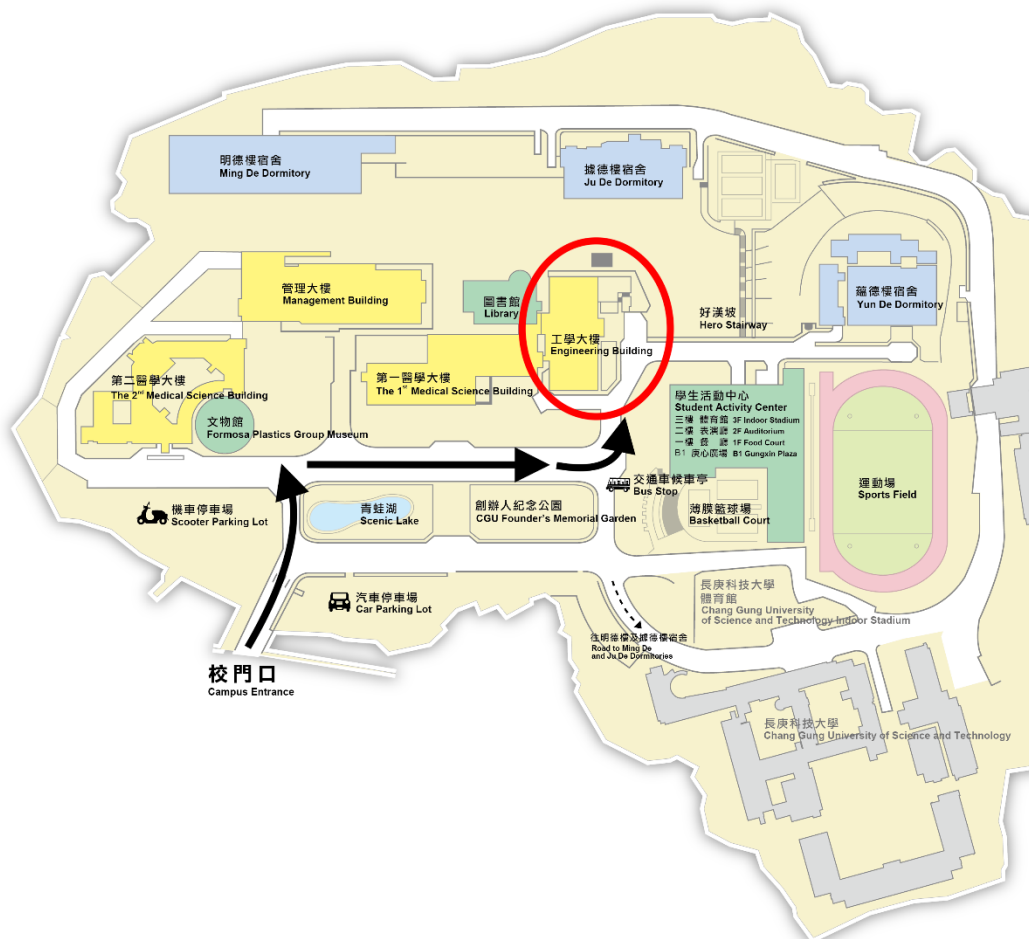 明德樓宿舍
Ming De Dormitory
據德樓宿舍
Ju De Dormitory
管理大樓
Management Building
圖書館
Library
蘊德樓宿舍
Yun De Dormitory
好漢坡
Hero Stairway
工學大樓
Engineering Building
第二醫學大樓
The 2nd Medical Science Building
第一醫學大樓
The 1st Medical Science Building
文物館
Formosa Plastics Group Museum
學生活動中心
Student Activity Center
三樓 體育館 3F Indoor Stadium
二樓 表演廳 2F Auditorium
一樓 餐廳 1F Food Court
B1 庚心廣場 B1 Gungxin Plaza
交通車候車亭
Bus Stop
運動場
Sports Field
機車停車場
Scooter Parking Lot
青蛙湖
Scenic Lake
創辦人紀念公園
CGU Founder's Memorial Garden
薄膜籃球場
Basketball Court
汽車停車場
Car Parking Lot
長庚科技大學
體育館
Chang Gung University
of Science and Technology Indoor Stadium
往明德樓及據德樓宿舍
Road to Ming De
and Ju De Dormitories
校門口
Campus Entrance
長庚科技大學
Chang Gung University of Science and Technology